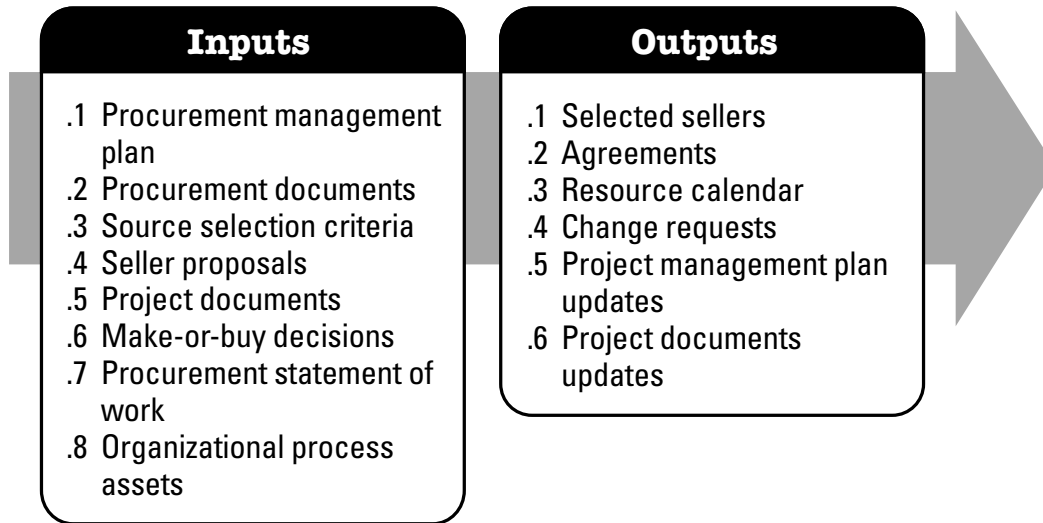 Inputs
.1 Procurement management
plan
.2 Procurement documents
.3 Source selection criteria
.4 Seller proposals
.5 Project documents
.6 Make-or-buy decisions
.7 Procurement statement of
work
.8 Organizational process
assets
Outputs
.1 Selected sellers
.2 Agreements
.3 Resource calendar
.4 Change requests
.5 Project management plan
updates
.6 Project documents
updates